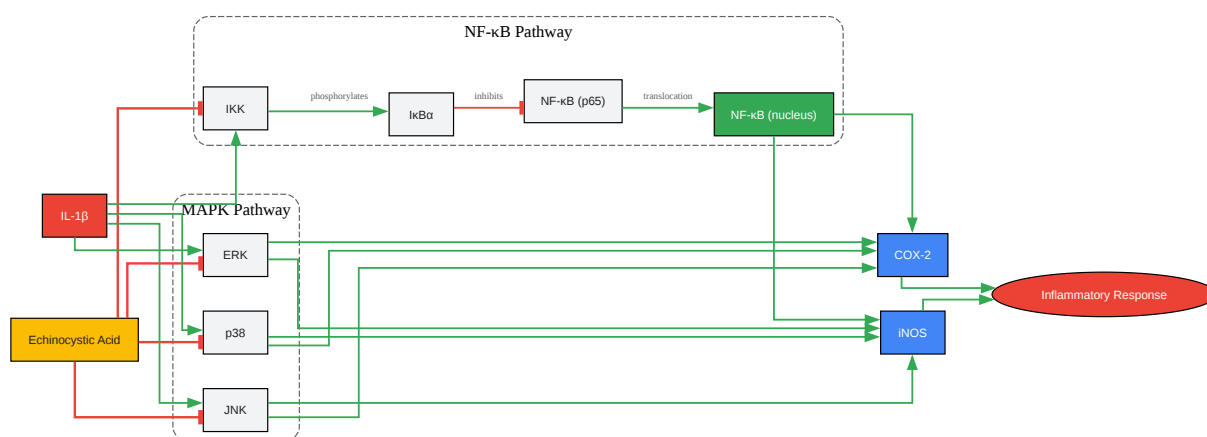 NF-κB Pathway
phosphorylates
inhibits
translocation
IKK
IκBα
NF-κB (p65)
NF-κB (nucleus)
IL-1β
MAPK Pathway
ERK
COX-2
Inflammatory Response
Echinocystic Acid
p38
iNOS
JNK